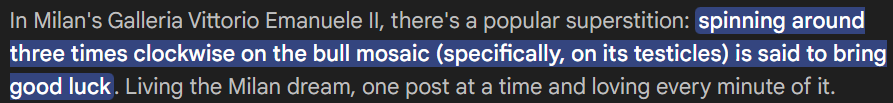 In Milan's Galleria Vittorio Emanuele II, there's a popular superstition: spinning around
three times clockwise on the bull mosaic (specifically, on its testicles) is said to bring
good luck. Living the Milan dream, one post at a time and loving every minute of it.